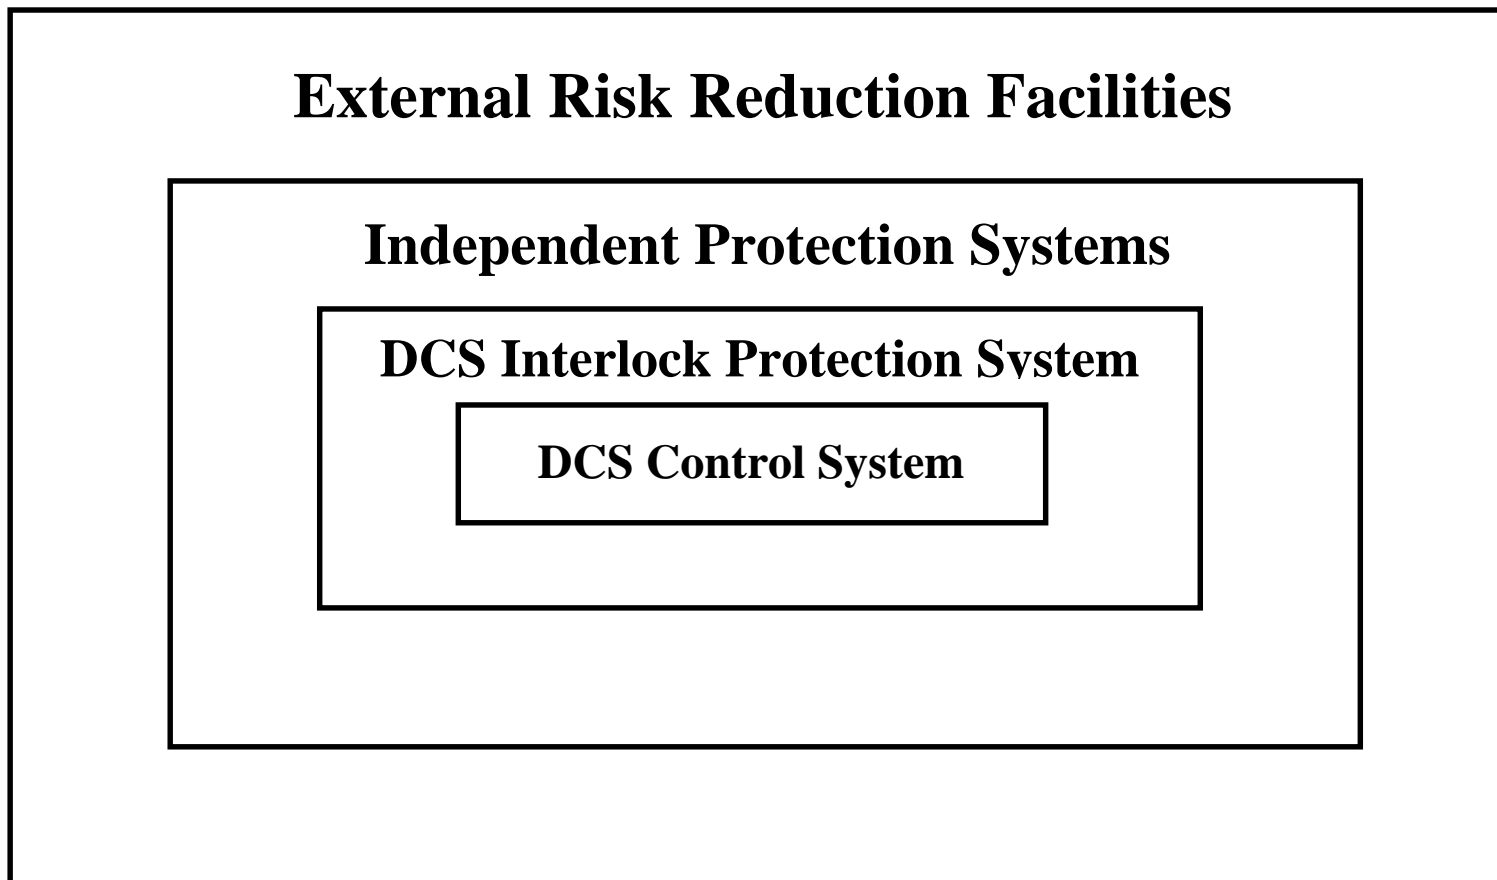 External Risk Reduction Facilities
Independent Protection Systems
DCS Interlock Protection System
DCS Control System